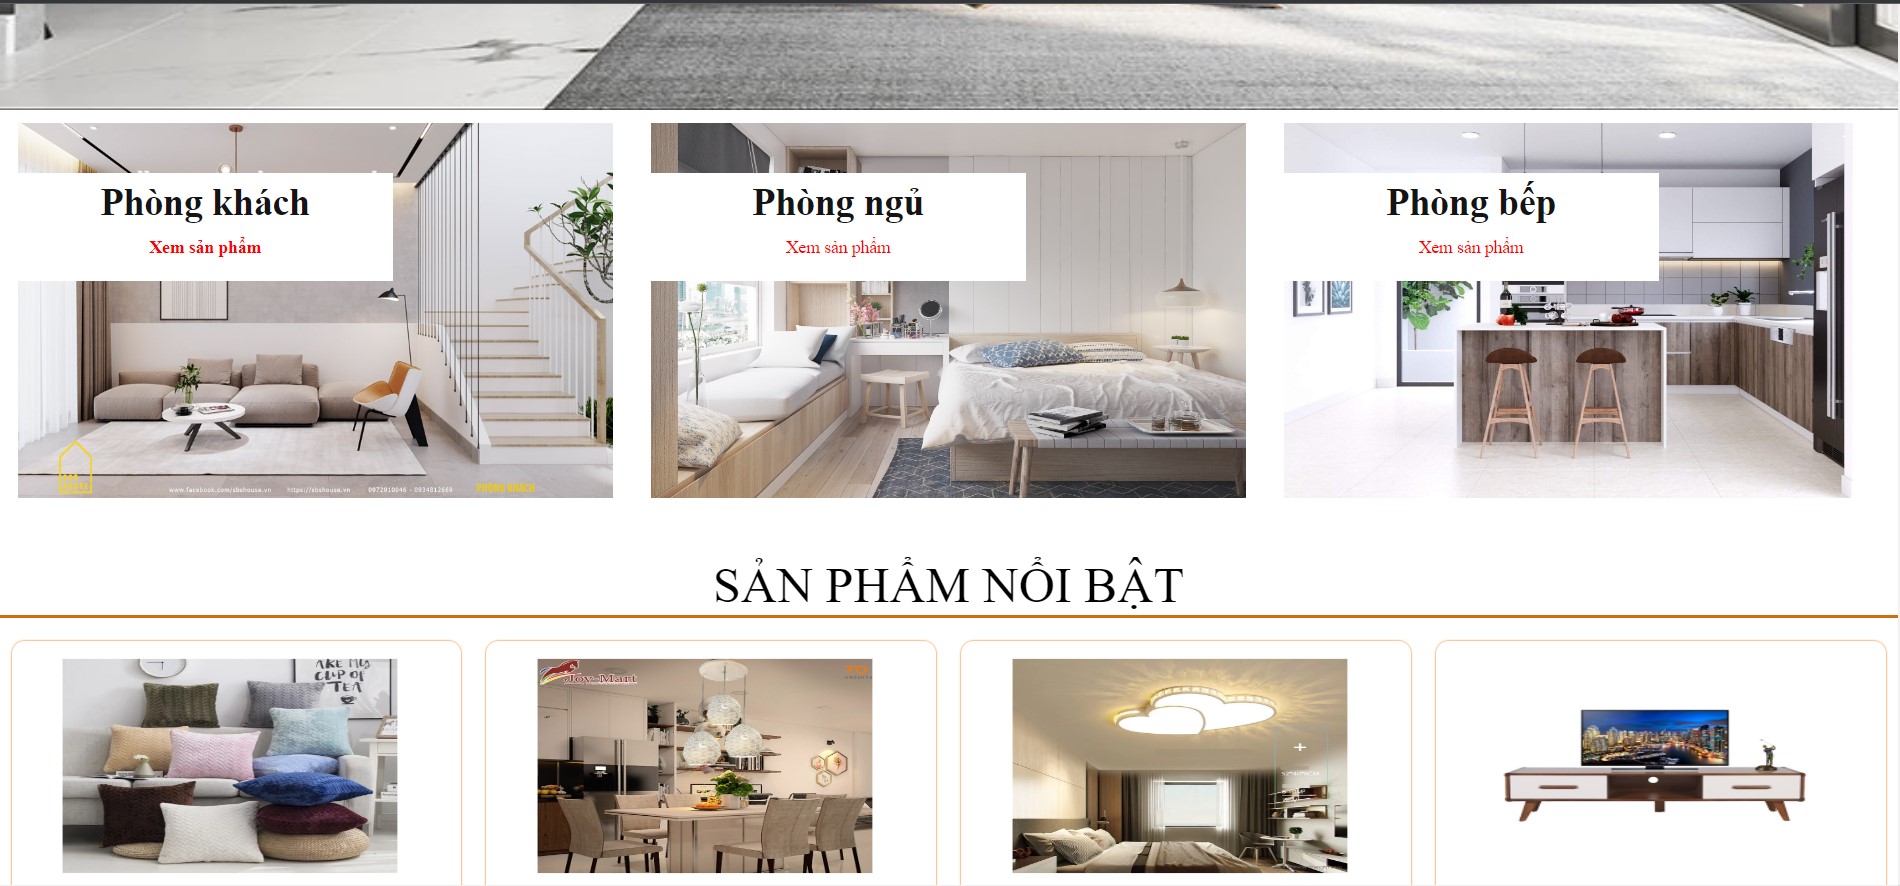 Phòng khách
Xem sản phẩm
Phòng ngủ
Xem sản phẩm
Phòng bếp
Xem sản phẩm
www.facebook.com/sbshouse.vn https://sbshouse.vn 0972910046 - 0934812669 PHÒNG KHÁCH
SẢN PHẨM NỔI BẬT
ARE MY
CUP OF
TEA
Joy-Mart